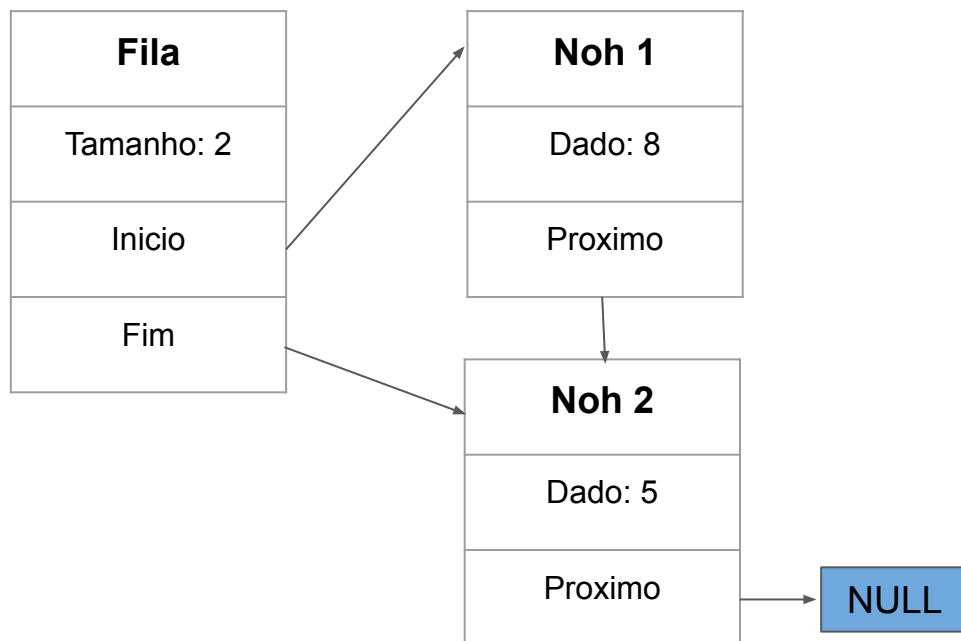 Fila
Tamanho: 2
Inicio
Fim
Noh 1
Dado: 8
Proximo
Noh 2
Dado: 5
Proximo
NULL